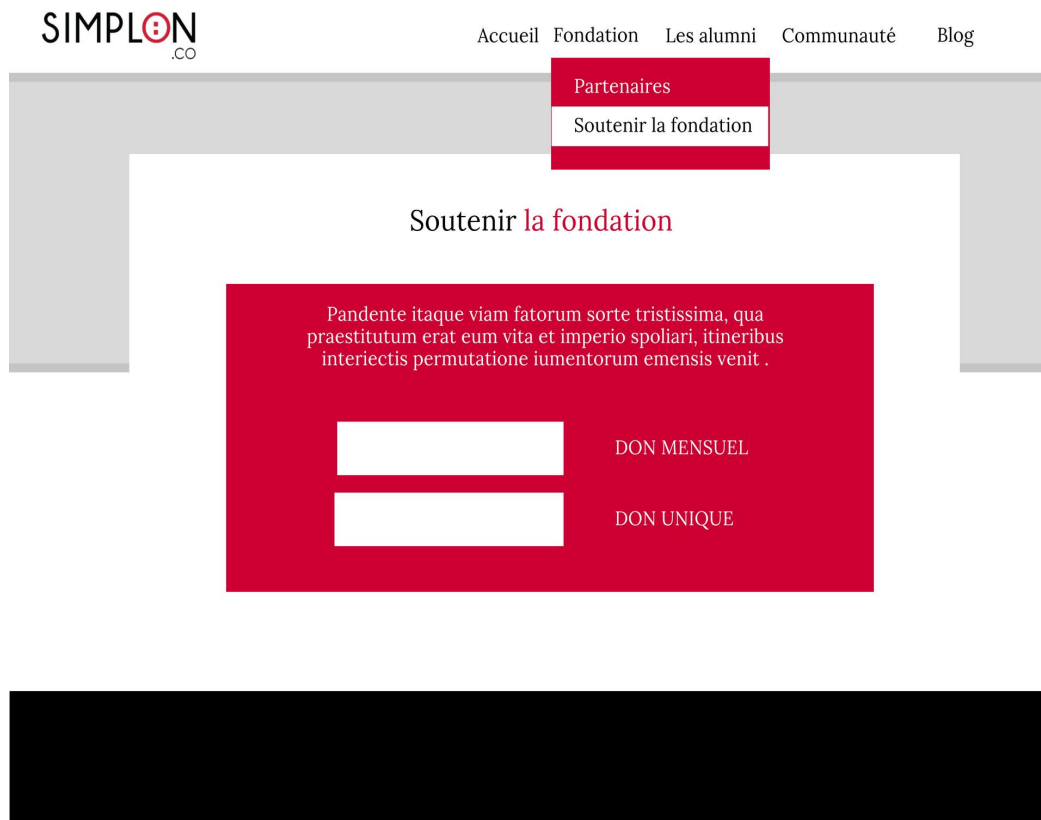 SIMPLON
.CO
Accueil Fondation Les alumni Communauté Blog
Partenaires
Soutenir la fondation
Soutenir la fondation
Pandente itaque viam fatorum sorte tristissima, qua
praestitutum erat eum vita et imperio spoliari, itineribus
interiectis permutatione iumentorum emensis venit .
DON MENSUEL
DON UNIQUE